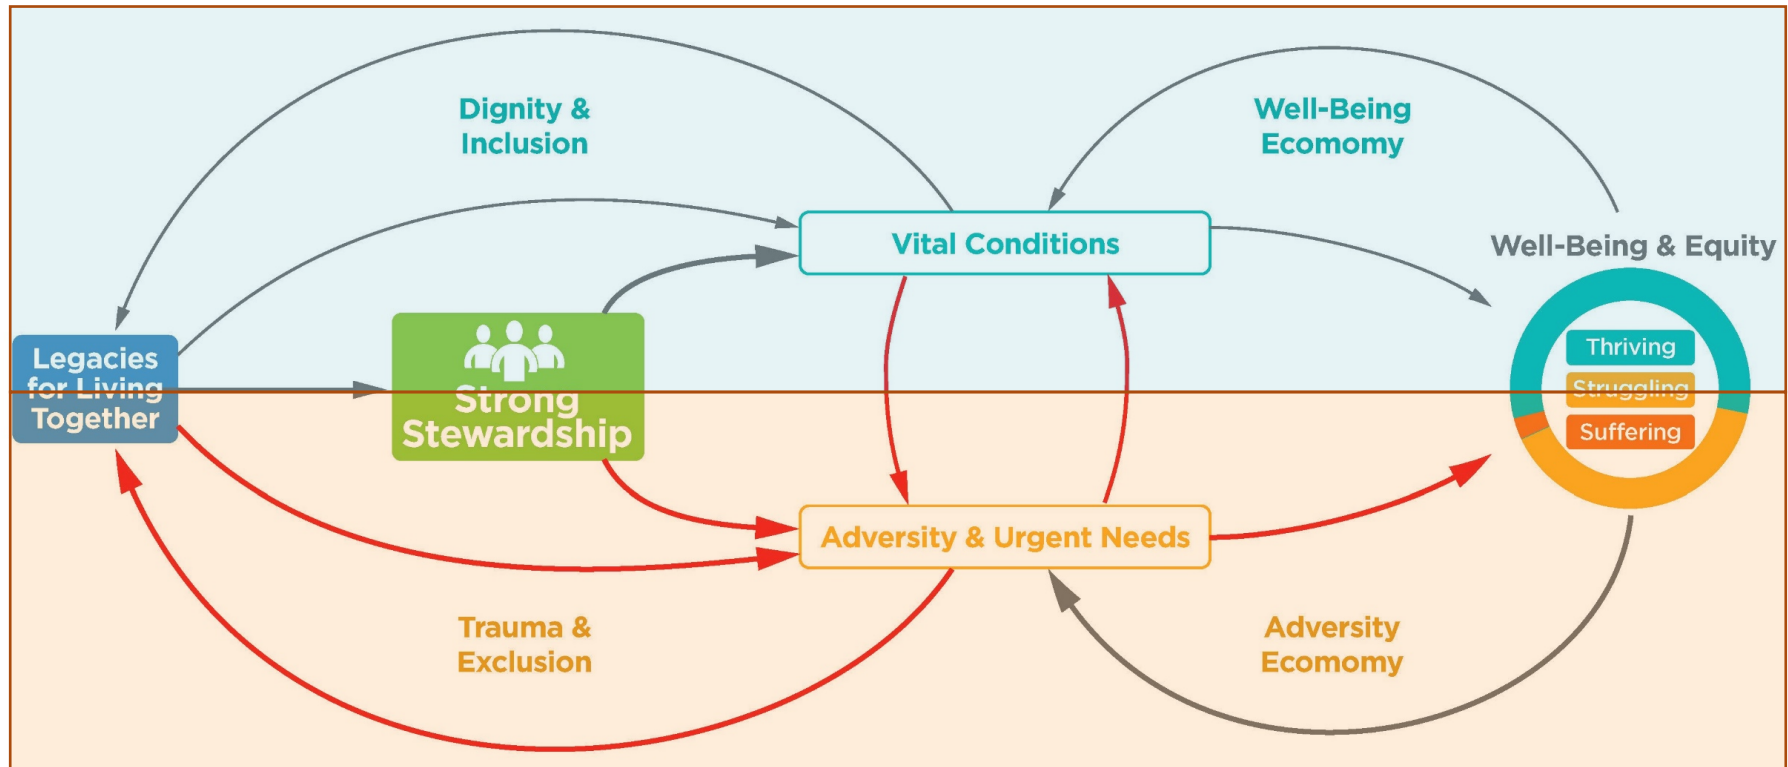 Dignity &
Inclusion
Well-Being
Ecomomy
Vital Conditions
Well-Being & Equity
Legacies
for Living
Together
Strong
Stewardship
Thriving
Struggling
Suffering
Adversity & Urgent Needs
Trauma &
Exclusion
Adversity
Ecomomy